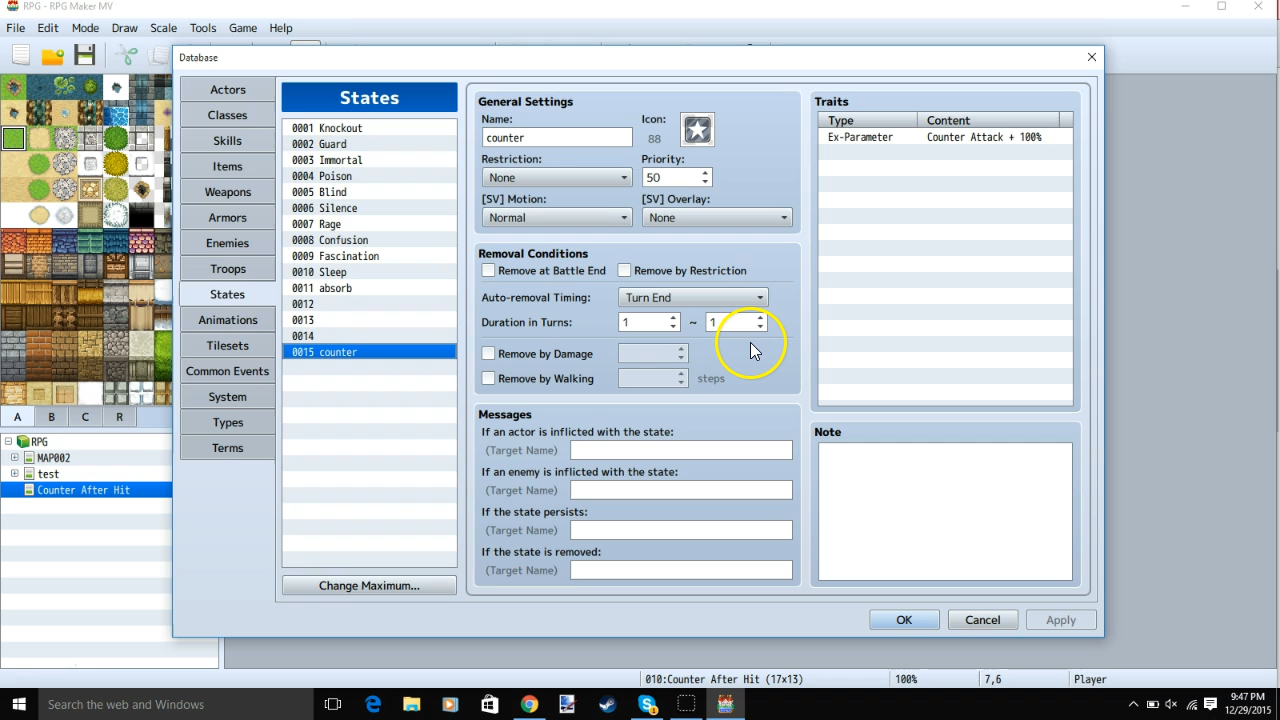 RPG - RPG Maker MV
File Edit Mode Draw Scale Tools Game Help
Database
Actors
Classes
Skills
Items
Weapons
Armors
Enemies
Troops
States
Animations
Tilesets
Common Events
System
Types
Terms
States
0001 Knockout
0002 Guard
0003 Immortal
0004 Poison
0005 Blind
0006 Silence
0007 Rage
0008 Confusion
0009 Fascination
0010 Sleep
0011 absorb
0012
0013
0014
0015 counter
Change Maximum...
General Settings
Name: Icon:
counter 88
Restriction: Priority:
None 50
[SV] Motion: [SV] Overlay:
Normal None
Removal Conditions
Remove at Battle End Remove by Restriction
Auto-removal Timing: Turn End
Duration in Turns: 1 ~ 1
Remove by Damage
Remove by Walking steps
Messages
If an actor is inflicted with the state:
(Target Name)
If an enemy is inflicted with the state:
(Target Name)
If the state persists:
(Target Name)
If the state is removed:
(Target Name)
Traits
Type Content
Ex-Parameter Counter Attack + 100%
Note
OK Cancel Apply
A B C R
RPG
MAP002
test
Counter After Hit
010:Counter After Hit (17x13) 100% 7,6 Player
Search the web and Windows
9:47 PM
12/29/2015